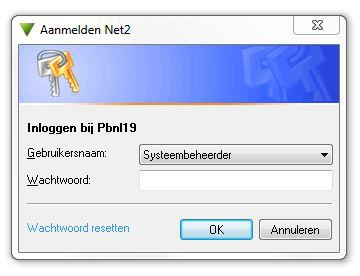 Aanmelden Net2
Inloggen bij Pbnl19
Gebruikersnaam: Systeembeheerder
Wachtwoord:
Wachtwoord resetten OK Annuleren